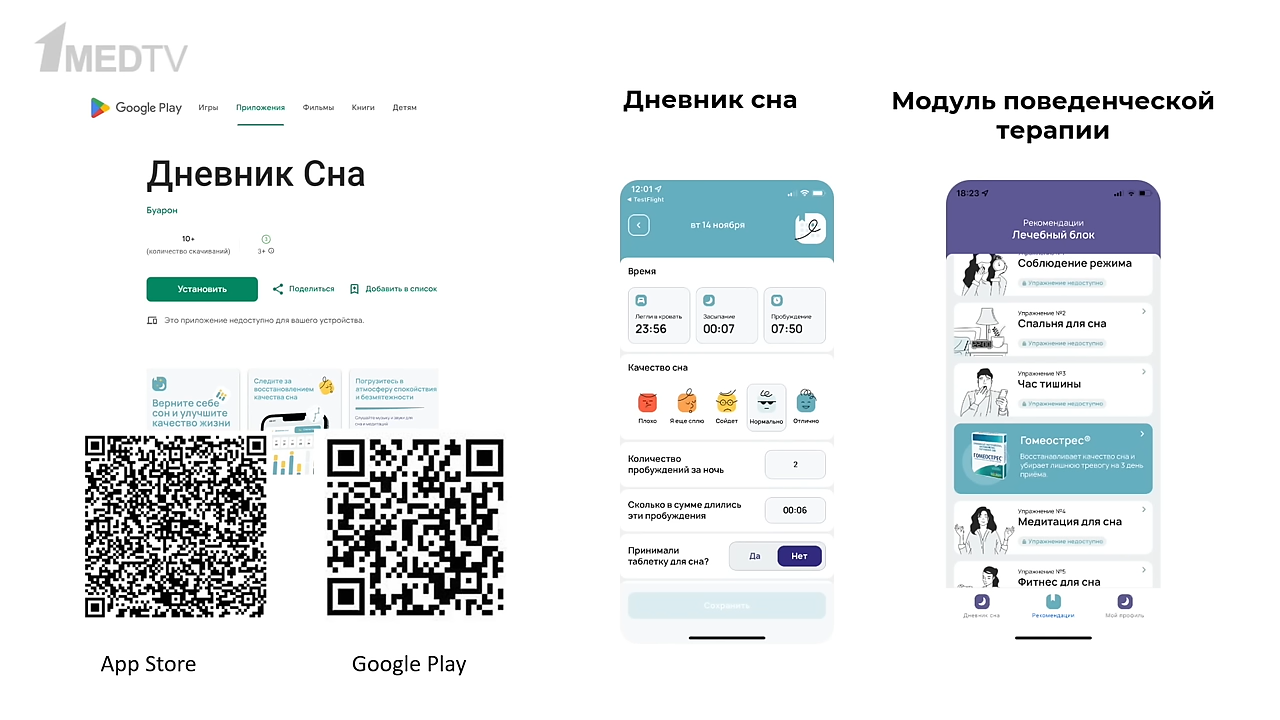 1MEDTV
Google Play Игры Приложения Фильмы Книги Детям
Дневник Сна
Буарон
10+
(количество скачиваний)
3+
Установить
Поделиться
Добавить в список
Это приложение недоступно для вашего устройства.
Верните себе
сон и улучшите
качество жизни
Следите за
восстановлением
качества сна
Погрузитесь в
атмосферу спокойствия
и безмятежности
App Store
Google Play
Дневник сна
12:01
TestFlight
вт 14 ноября
Время
Легли в кровать
23:56
Засыпание
00:07
Пробуждение
07:50
Качество сна
Плохо
Я еще сплю
Сойдет
Нормально
Отлично
Количество
пробуждений за ночь
2
Сколько в сумме длились
эти пробуждения
00:06
Принимали
таблетку для сна?
Да
Нет
Сохранить
Модуль поведенческой
терапии
18:23
Рекомендации
Лечебный блок
Соблюдение режима
Упражнение недоступно
Упражнение №2
Спальня для сна
Упражнение недоступно
Упражнение №3
Час тишины
Упражнение недоступно
ГОМЕОСТРЕС
Гомеострес®
Восстанавливает качество сна и
убирает лишнюю тревогу на 3 день
приёма.
Упражнение №4
Медитация для сна
Упражнение недоступно
Упражнение №5
Фитнес для сна
Дневник сна
Рекомендации
Мой профиль